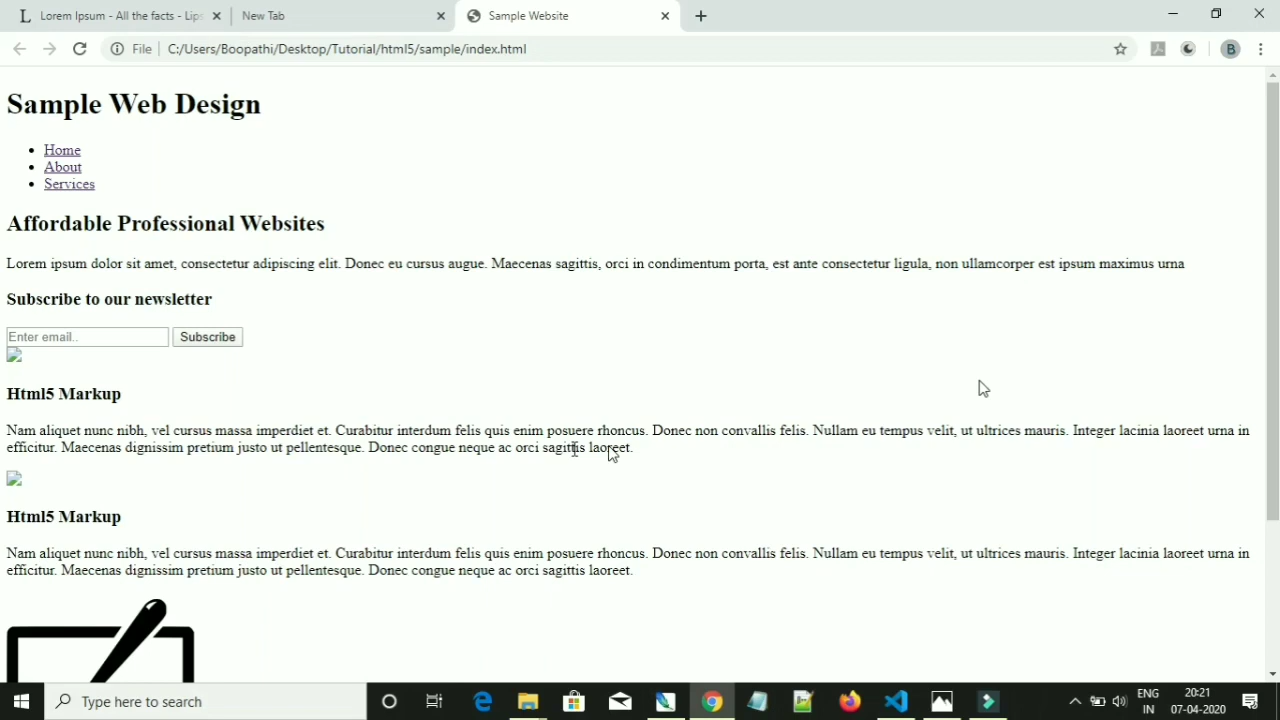 Lorem Ipsum - All the facts - Lips
New Tab
Sample Website
File
C:/Users/Boopathi/Desktop/Tutorial/html5/sample/index.html
B
Sample Web Design
Home
About
Services
Affordable Professional Websites
Lorem ipsum dolor sit amet, consectetur adipiscing elit. Donec eu cursus augue. Maecenas sagittis, orci in condimentum porta, est ante consectetur ligula, non ullamcorper est ipsum maximus urna
Subscribe to our newsletter
Enter email.. Subscribe
Html5 Markup
Nam aliquet nunc nibh, vel cursus massa imperdiet et. Curabitur interdum felis quis enim posuere rhoncus. Donec non convallis felis. Nullam eu tempus velit, ut ultrices mauris. Integer lacinia laoreet urna in
efficitur. Maecenas dignissim pretium justo ut pellentesque. Donec congue neque ac orci sagittis laoreet.
Html5 Markup
Nam aliquet nunc nibh, vel cursus massa imperdiet et. Curabitur interdum felis quis enim posuere rhoncus. Donec non convallis felis. Nullam eu tempus velit, ut ultrices mauris. Integer lacinia laoreet urna in
efficitur. Maecenas dignissim pretium justo ut pellentesque. Donec congue neque ac orci sagittis laoreet.
Type here to search
ENG
IN
20:21
07-04-2020